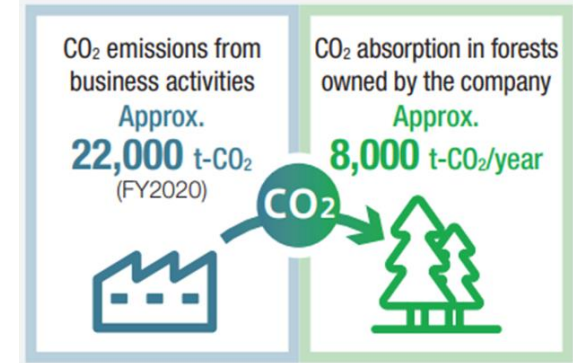 CO₂ emissions from
business activities
Approx.
22,000 t-CO₂
(FY2020)
CO₂ absorption in forests
owned by the company
Approx.
8,000 t-CO₂/year
CO₂